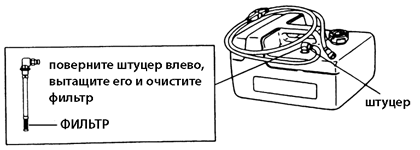 поверните штуцер влево,
вытащите его и очистите
фильтр
ФИЛЬТР
штуцер